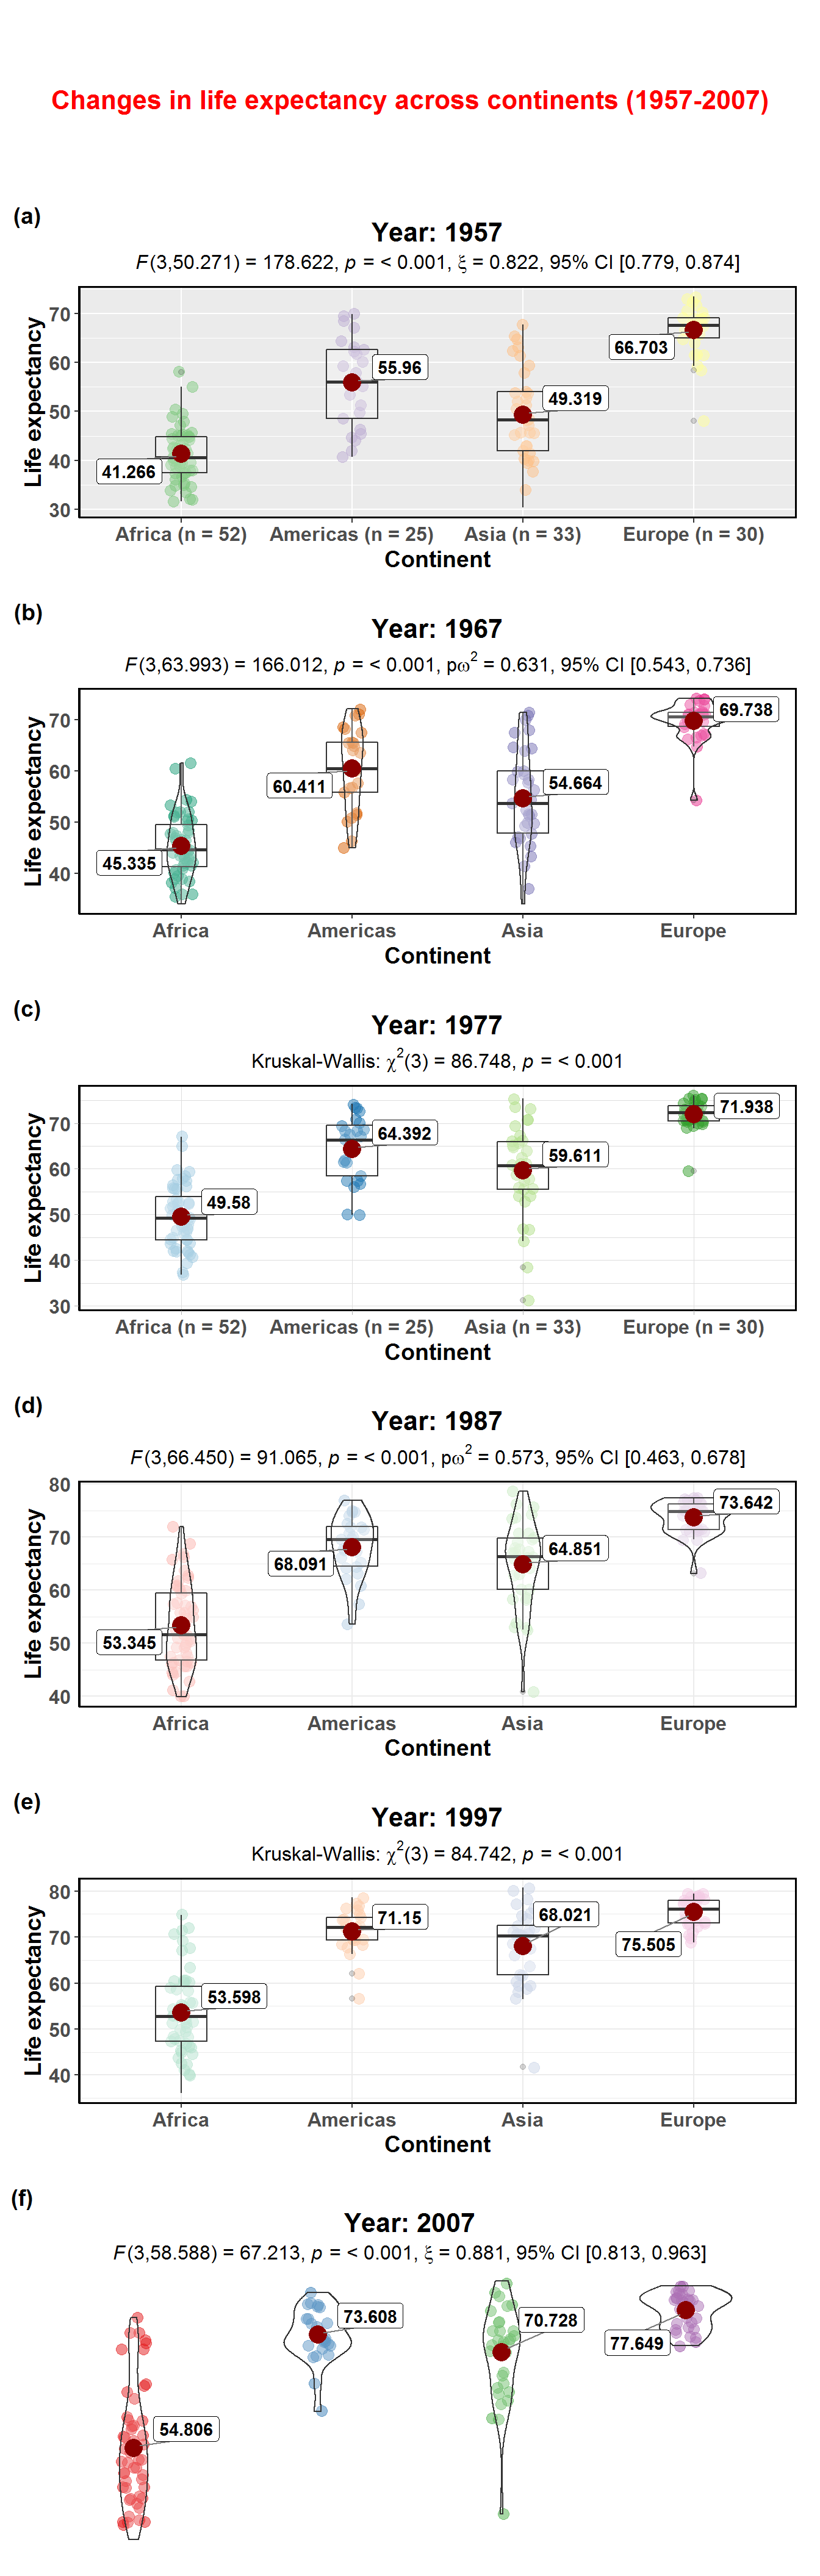 Changes in life expectancy across continents (1957-2007)
(a)
Year: 1957
F(3,50.271) = 178.622, p = < 0.001, ξ = 0.822, 95% CI [0.779, 0.874]
Life expectancy
70
60
50
40
30
41.266
55.96
49.319
66.703
Africa (n = 52) Americas (n = 25) Asia (n = 33) Europe (n = 30)
Continent
(b)
Year: 1967
F(3,63.993) = 166.012, p = < 0.001, pω² = 0.631, 95% CI [0.543, 0.736]
Life expectancy
70
60
50
40
45.335
60.411
54.664
69.738
Africa Americas Asia Europe
Continent
(c)
Year: 1977
Kruskal-Wallis: χ²(3) = 86.748, p = < 0.001
Life expectancy
70
60
50
40
30
49.58
64.392
59.611
71.938
Africa (n = 52) Americas (n = 25) Asia (n = 33) Europe (n = 30)
Continent
(d)
Year: 1987
F(3,66.450) = 91.065, p = < 0.001, pω² = 0.573, 95% CI [0.463, 0.678]
Life expectancy
80
70
60
50
40
53.345
68.091
64.851
73.642
Africa Americas Asia Europe
Continent
(e)
Year: 1997
Kruskal-Wallis: χ²(3) = 84.742, p = < 0.001
Life expectancy
80
70
60
50
40
53.598
71.15
68.021
75.505
Africa Americas Asia Europe
Continent
(f)
Year: 2007
F(3,58.588) = 67.213, p = < 0.001, ξ = 0.881, 95% CI [0.813, 0.963]
54.806
73.608
70.728
77.649